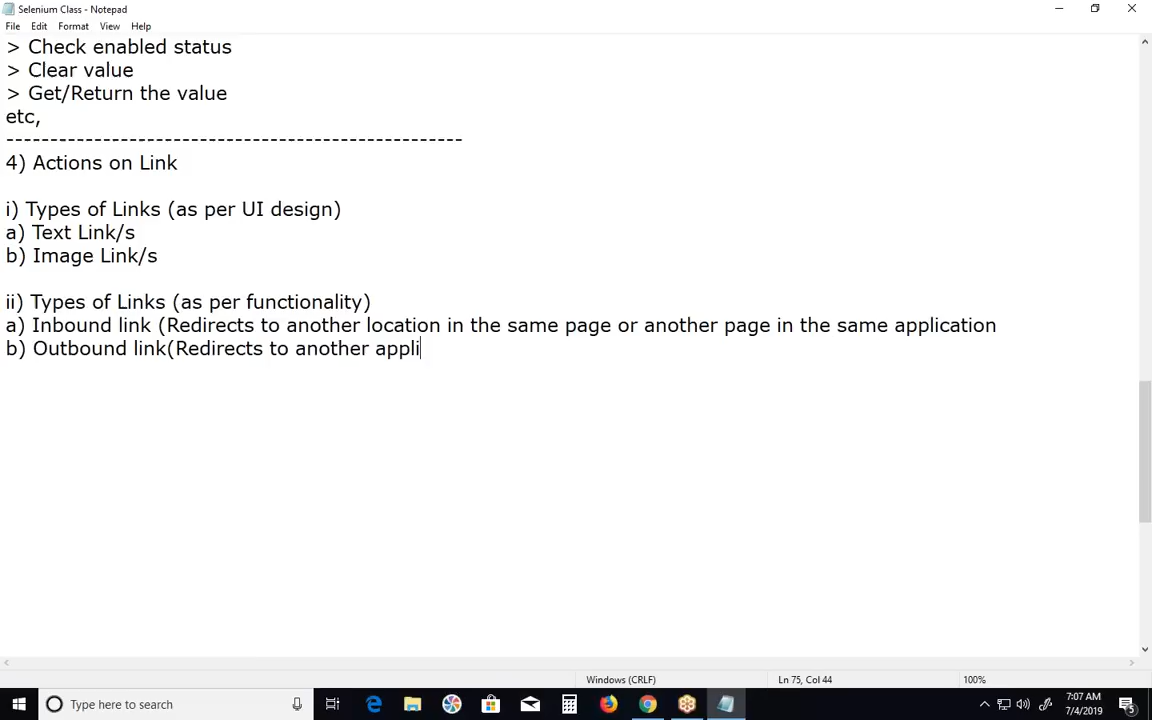 Selenium Class - Notepad
File Edit Format View Help
> Check enabled status
> Clear value
> Get/Return the value
etc,
----------------------------------------------------
4) Actions on Link
i) Types of Links (as per UI design)
a) Text Link/s
b) Image Link/s
ii) Types of Links (as per functionality)
a) Inbound link (Redirects to another location in the same page or another page in the same application
b) Outbound link(Redirects to another appli
Windows (CRLF) Ln 75, Col 44 100%
Type here to search
7:07 AM
7/4/2019
5